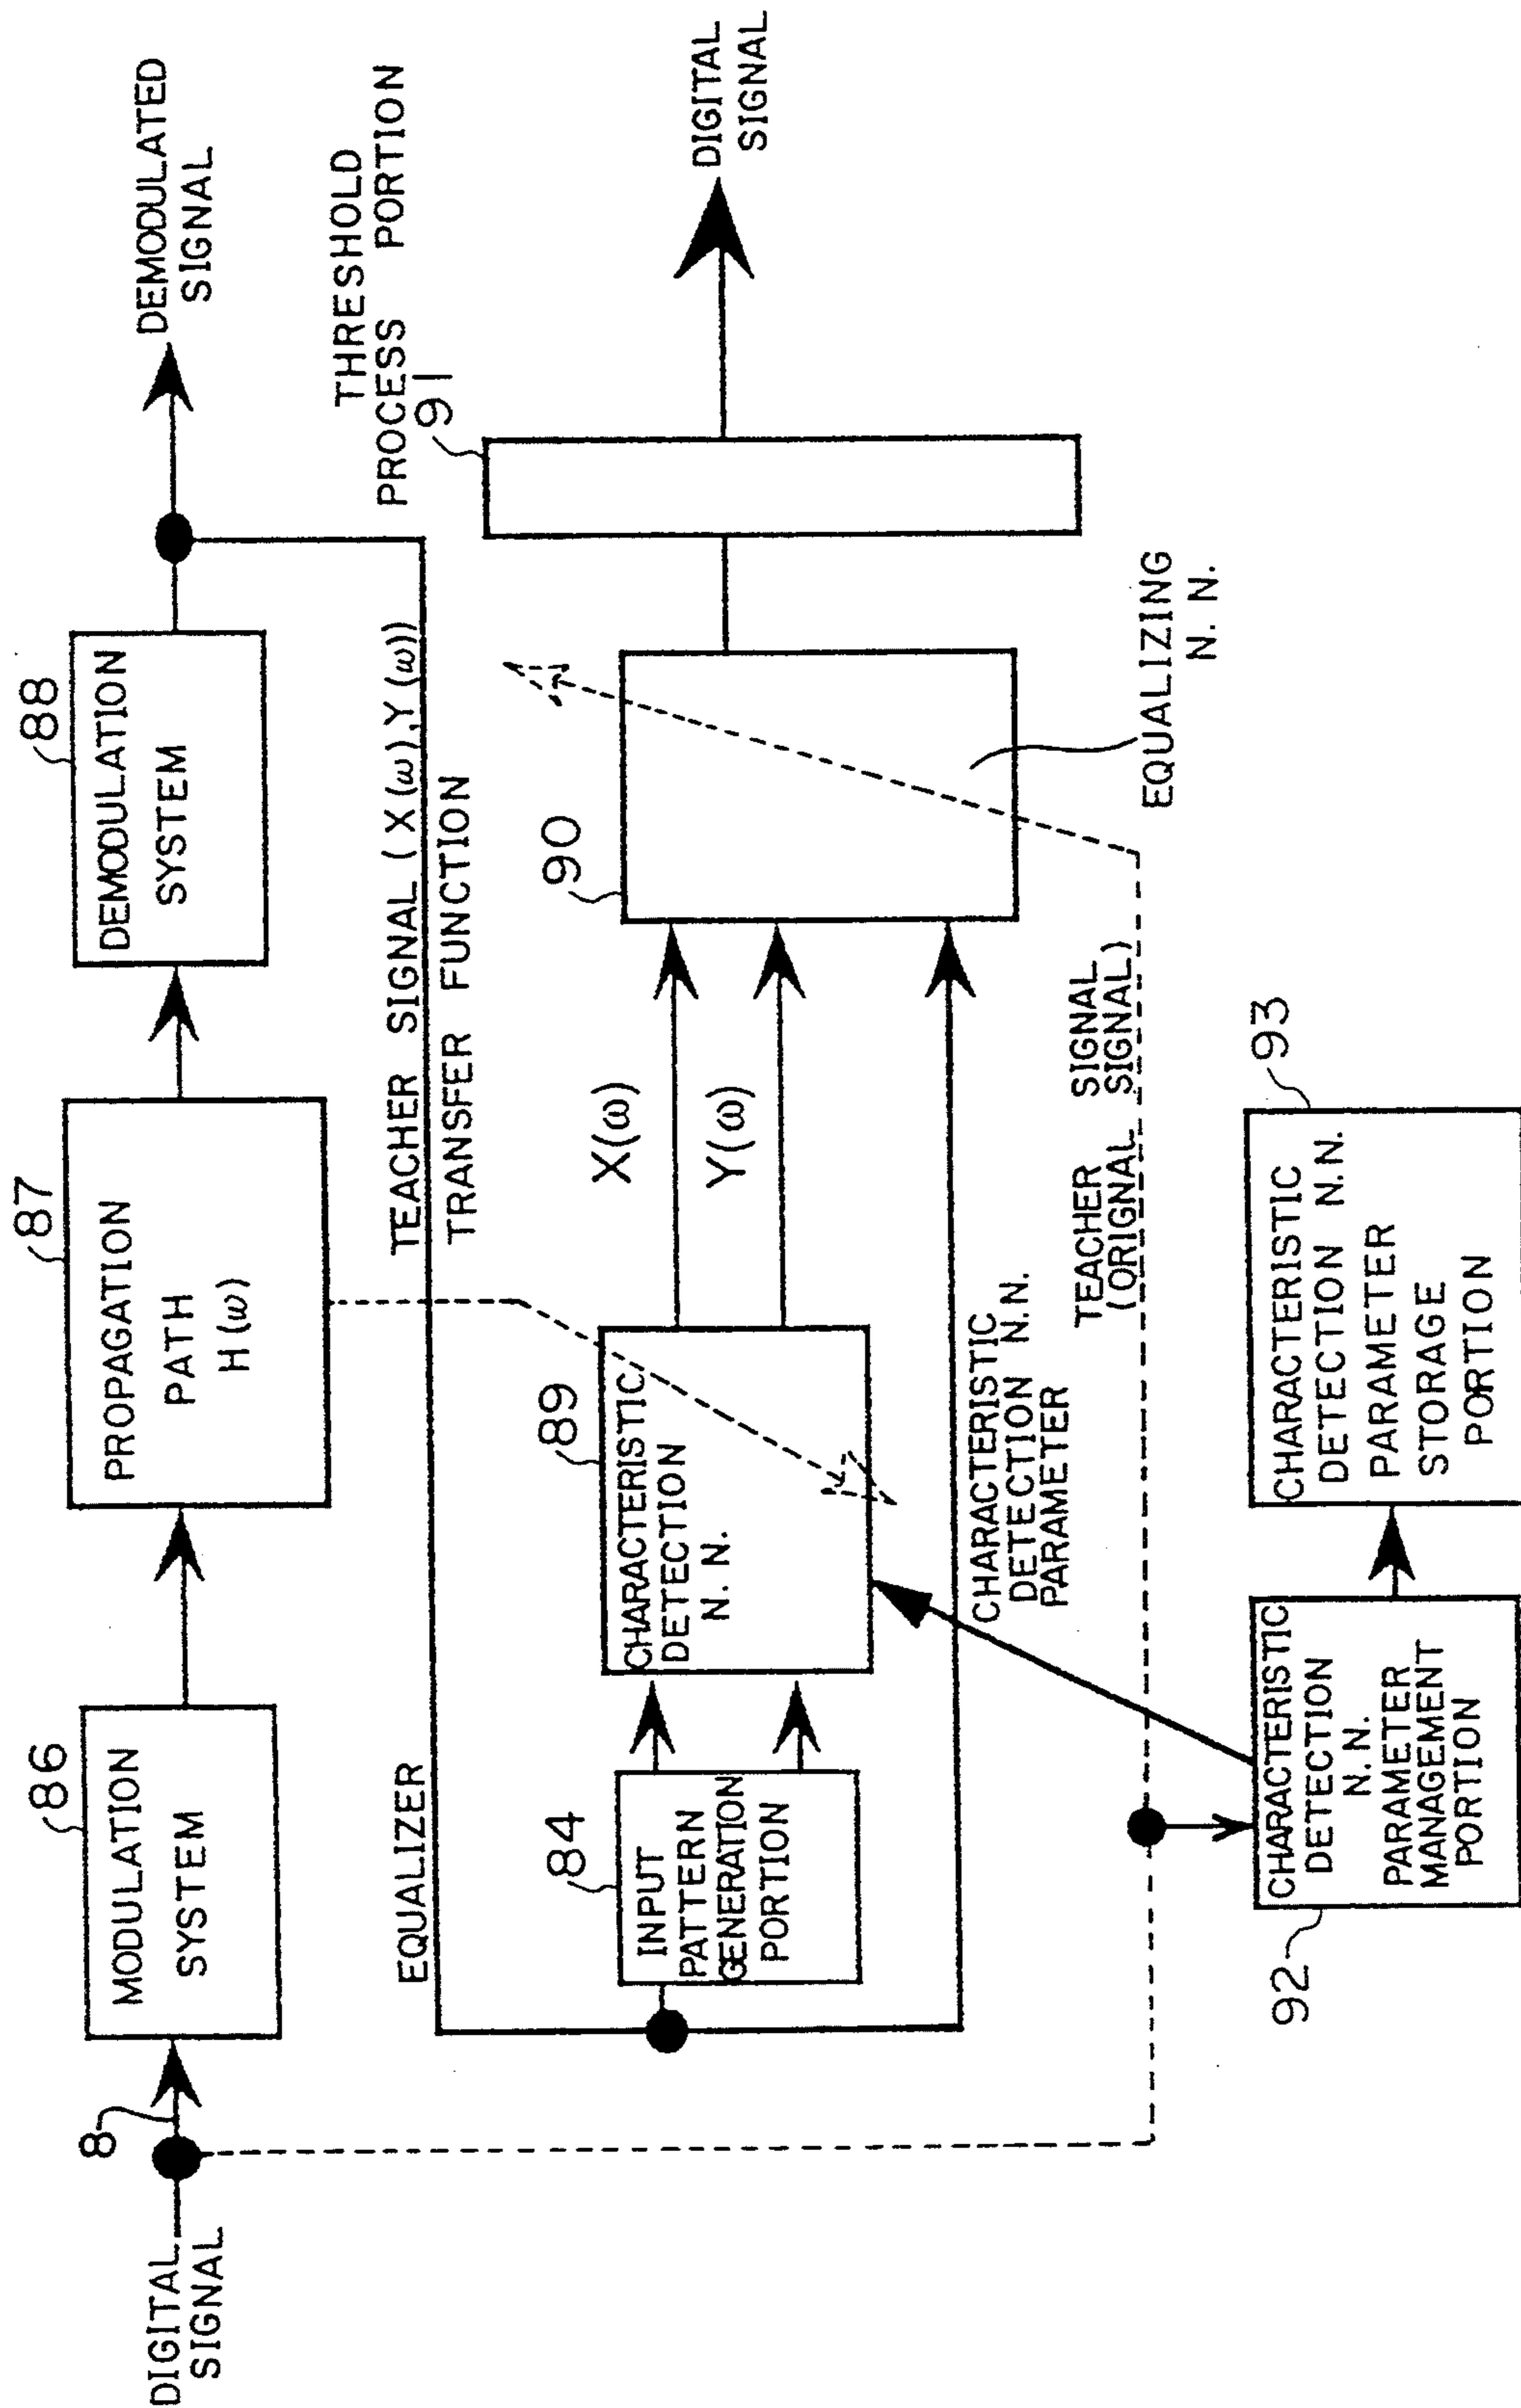 DIGITAL
SIGNAL
8
86
MODULATION
SYSTEM
87
PROPAGATION
PATH
H(ω)
88
DEMODULATION
SYSTEM
DEMODULATED
SIGNAL
EQUALIZER
TEACHER SIGNAL (X(ω),Y(ω))
TRANSFER FUNCTION
THRESHOLD
PROCESS PORTION
91
84
INPUT
PATTERN
GENERATION
PORTION
89
CHARACTERISTIC
DETECTION
N. N.
X(ω)
Y(ω)
90
DIGITAL
SIGNAL
EQUALIZING
N. N.
CHARACTERISTIC
DETECTION N.N.
PARAMETER
TEACHER SIGNAL
(ORIGNAL SIGNAL)
92
CHARACTERISTIC
DETECTION
N.N.
PARAMETER
MANAGEMENT
PORTION
93
CHARACTERISTIC
DETECTION N.N.
PARAMETER
STORAGE
PORTION